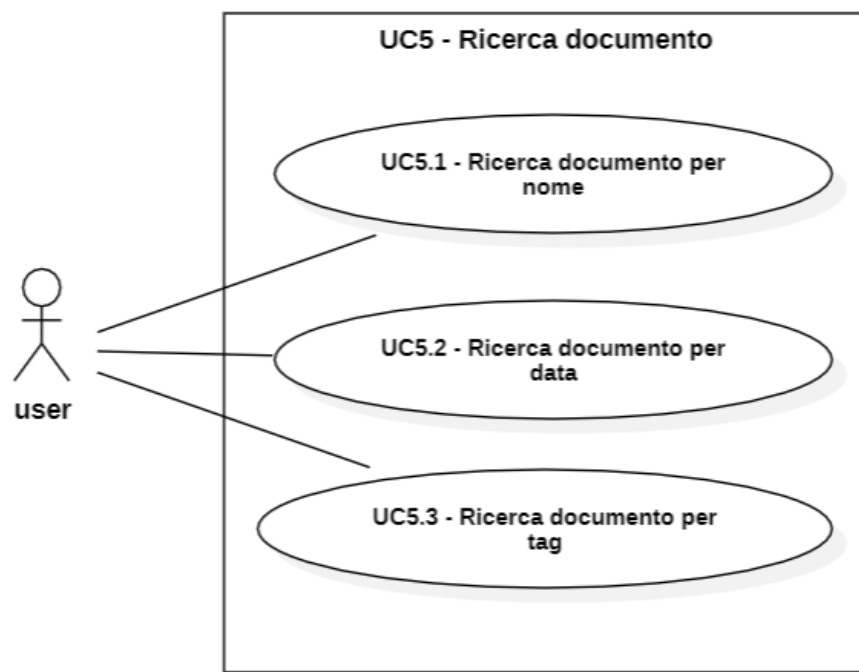 UC5 - Ricerca documento
UC5.1 - Ricerca documento per
nome
UC5.2 - Ricerca documento per
data
user
UC5.3 - Ricerca documento per
tag